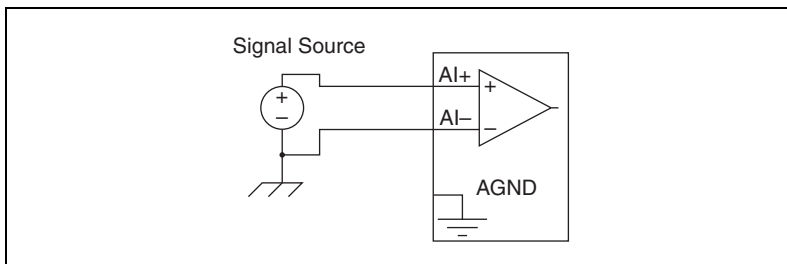 Signal Source
AI+
+
+
–
AI–
–
AGND